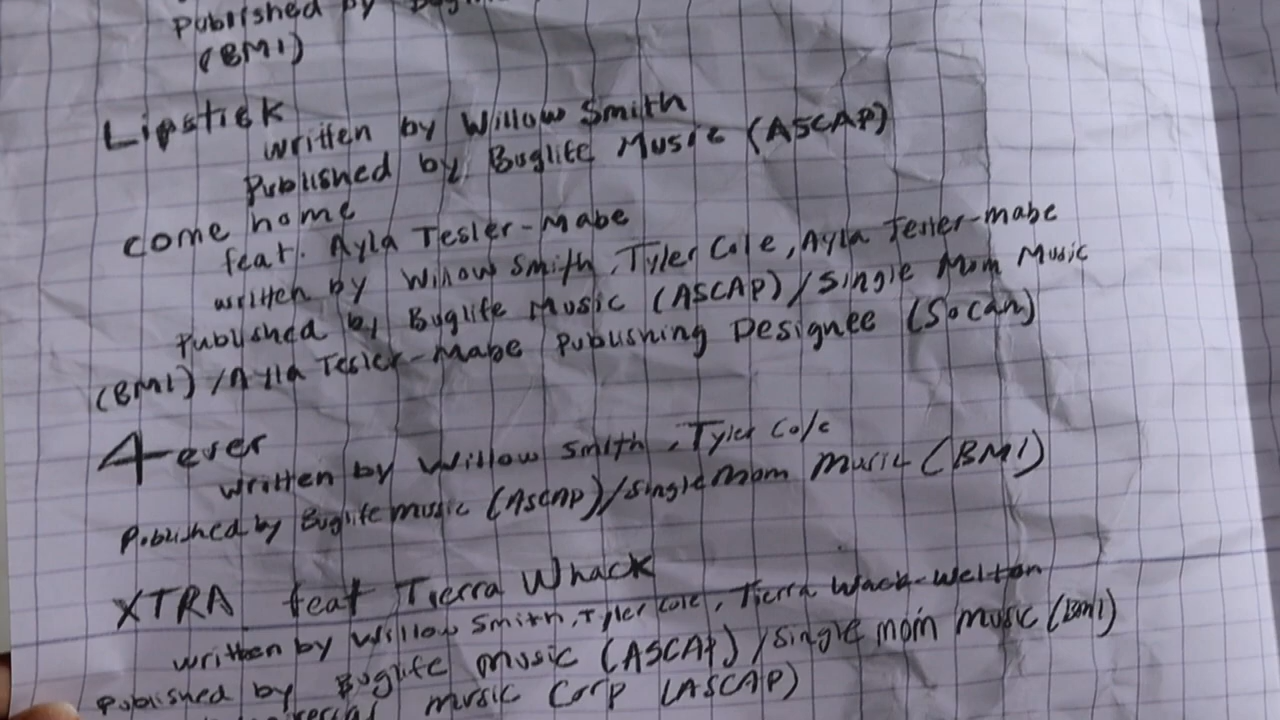 Published by
(BMI)
Lipstick
written by Willow Smith
Published by Buglife Music (ASCAP)
come home
feat. Ayla Tesler-Mabe
written by Willow Smith, Tyler Cole, Ayla Tesler-mabe
Published by Buglife Music (ASCAP)/Single Mom Music
(BMI)/Ayla Tesler-Mabe Publishing Designee (Socan)
4ever
written by Willow Smith, Tyler Cole
Published by Buglife music (ASCAP)/single mom Music (BMI)
XTRA feat Tierra Whack
written by Willow Smith, Tyler Cole, Tierra Wack-Welton
Published by Buglife music (ASCAP)/single mom music (BMI)
music Corp (ASCAP)